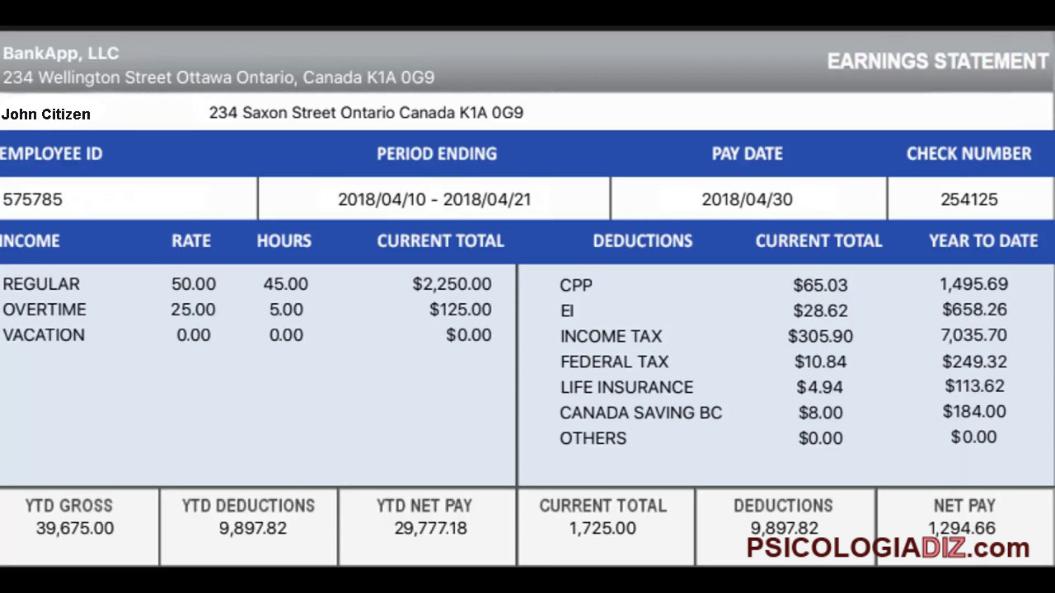 BankApp, LLC
234 Wellington Street Ottawa Ontario, Canada K1A 0G9
EARNINGS STATEMENT
John Citizen 234 Saxon Street Ontario Canada K1A 0G9
EMPLOYEE ID PERIOD ENDING PAY DATE CHECK NUMBER
575785 2018/04/10 - 2018/04/21 2018/04/30 254125
INCOME RATE HOURS CURRENT TOTAL DEDUCTIONS CURRENT TOTAL YEAR TO DATE
REGULAR 50.00 45.00 $2,250.00 CPP $65.03 1,495.69
OVERTIME 25.00 5.00 $125.00 EI $28.62 $658.26
VACATION 0.00 0.00 $0.00 INCOME TAX $305.90 7,035.70
FEDERAL TAX $10.84 $249.32
LIFE INSURANCE $4.94 $113.62
CANADA SAVING BC $8.00 $184.00
OTHERS $0.00 $0.00
YTD GROSS YTD DEDUCTIONS YTD NET PAY CURRENT TOTAL DEDUCTIONS NET PAY
39,675.00 9,897.82 29,777.18 1,725.00 9,897.82 1,294.66
PSICOLOGIADIZ.com